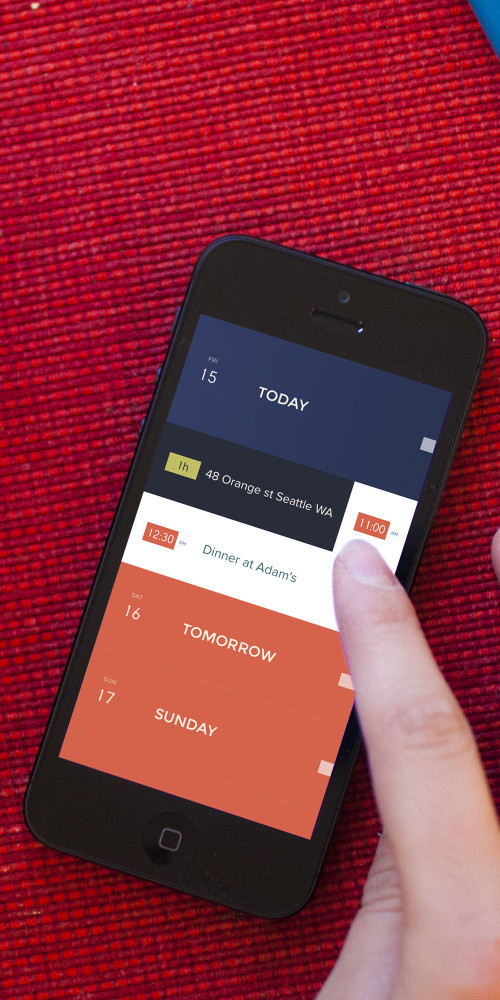 FRI
15
TODAY
1h
48 Orange st Seattle WA
11:00 AM
12:30 PM
Dinner at Adam's
SAT
16
TOMORROW
SUN
17
SUNDAY